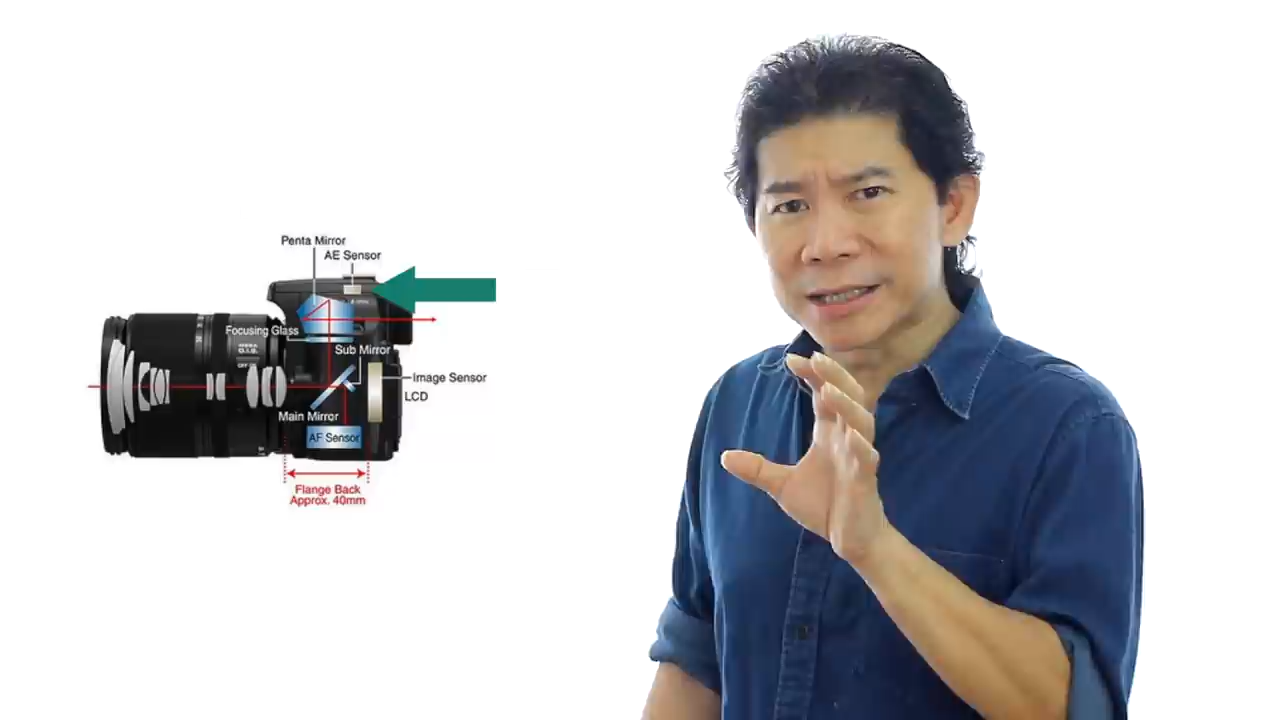 Penta Mirror
AE Sensor
Focusing Glass
Sub Mirror
Image Sensor
LCD
Main Mirror
AF Sensor
Flange Back
Approx. 40mm